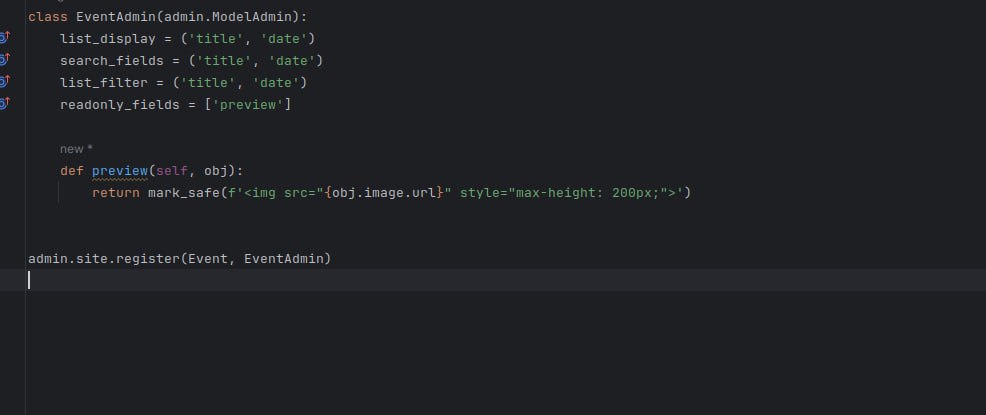 class EventAdmin(admin.ModelAdmin):
    list_display = ('title', 'date')
    search_fields = ('title', 'date')
    list_filter = ('title', 'date')
    readonly_fields = ['preview']
    new *
    def preview(self, obj):
        return mark_safe(f'<img src="{obj.image.url}" style="max-height: 200px;">')
admin.site.register(Event, EventAdmin)